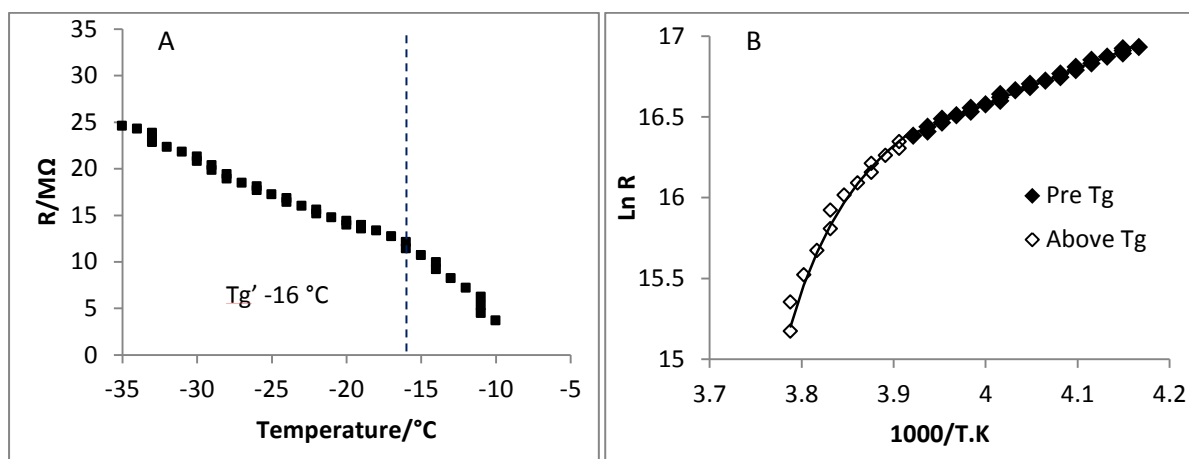 A
35
30
25
20
15
10
5
0
R/MΩ
Tg’ -16 °C
-35 -30 -25 -20 -15 -10 -5
Temperature/°C
B
17
16.5
16
15.5
15
Ln R
Pre Tg
Above Tg
3.7 3.8 3.9 4 4.1 4.2
1000/T.K